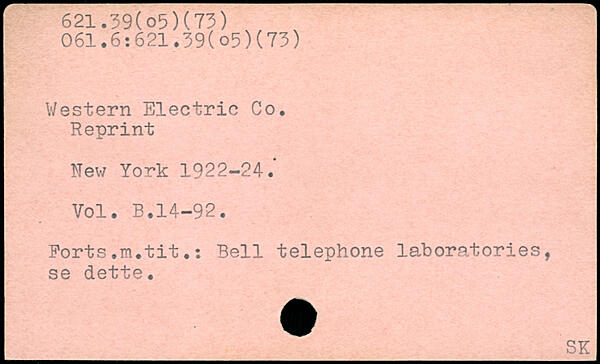 621.39(o5)(73)
061.6:621.39(o5)(73)
Western Electric Co.
Reprint
New York 1922-24.
Vol. B.14-92.
Forts.m.tit.: Bell telephone laboratories,
se dette.
SK